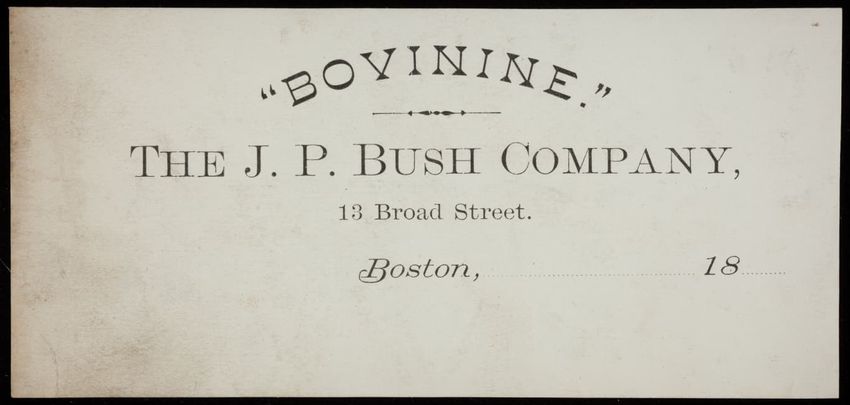 “BOVININE.”
THE J. P. BUSH COMPANY,
13 Broad Street.
Boston, 18